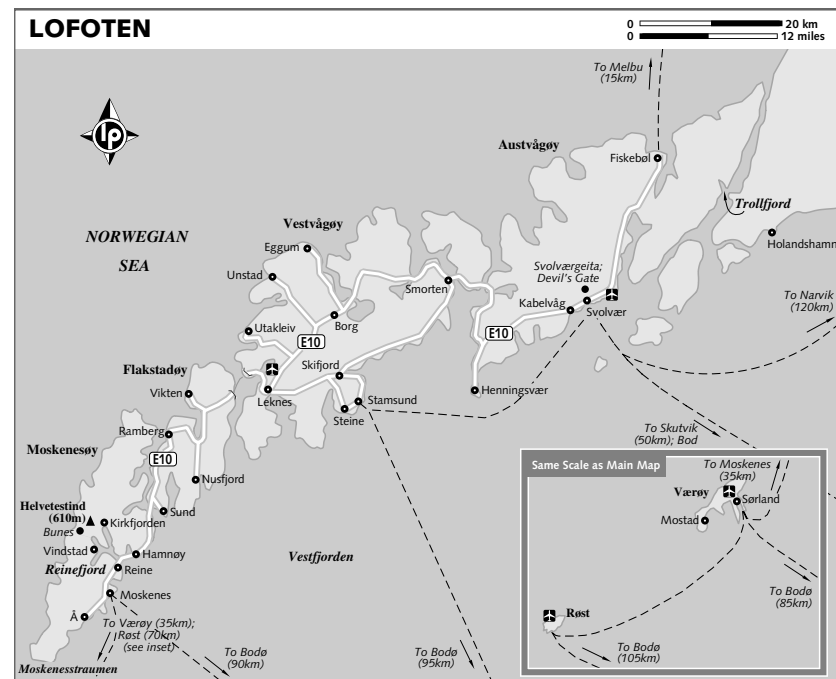 LOFOTEN
0 20 km
0 12 miles
To Melbu
(15km)
lp
Austvågøy
Fiskebøl
Trollfjord
NORWEGIAN
SEA
Vestvågøy
Eggum
Holandshamn
Unstad
Svolværgeita;
Devil's Gate
Smorten
To Narvik
(120km)
Kabelvåg
Svolvær
Utakleiv
Borg
E10
E10
Flakstadøy
Skifjord
Vikten
Leknes
Henningsvær
Stamsund
Steine
Ramberg
To Skutvik
(50km); Bod
Moskenesøy
E10
Same Scale as Main Map
To Moskenes
(35km)
Nusfjord
Værøy
Sørland
Helvetestind
(610m)
Sund
Kirkfjorden
Mostad
Bunes
Vindstad
Hamnøy
Vestfjorden
Reinefjord
Reine
To Bodø
(85km)
Moskenes
Røst
Å
To Værøy (35km);
Røst (70km)
(see inset)
To Bodø
(90km)
To Bodø
(95km)
To Bodø
(105km)
Moskenesstraumen